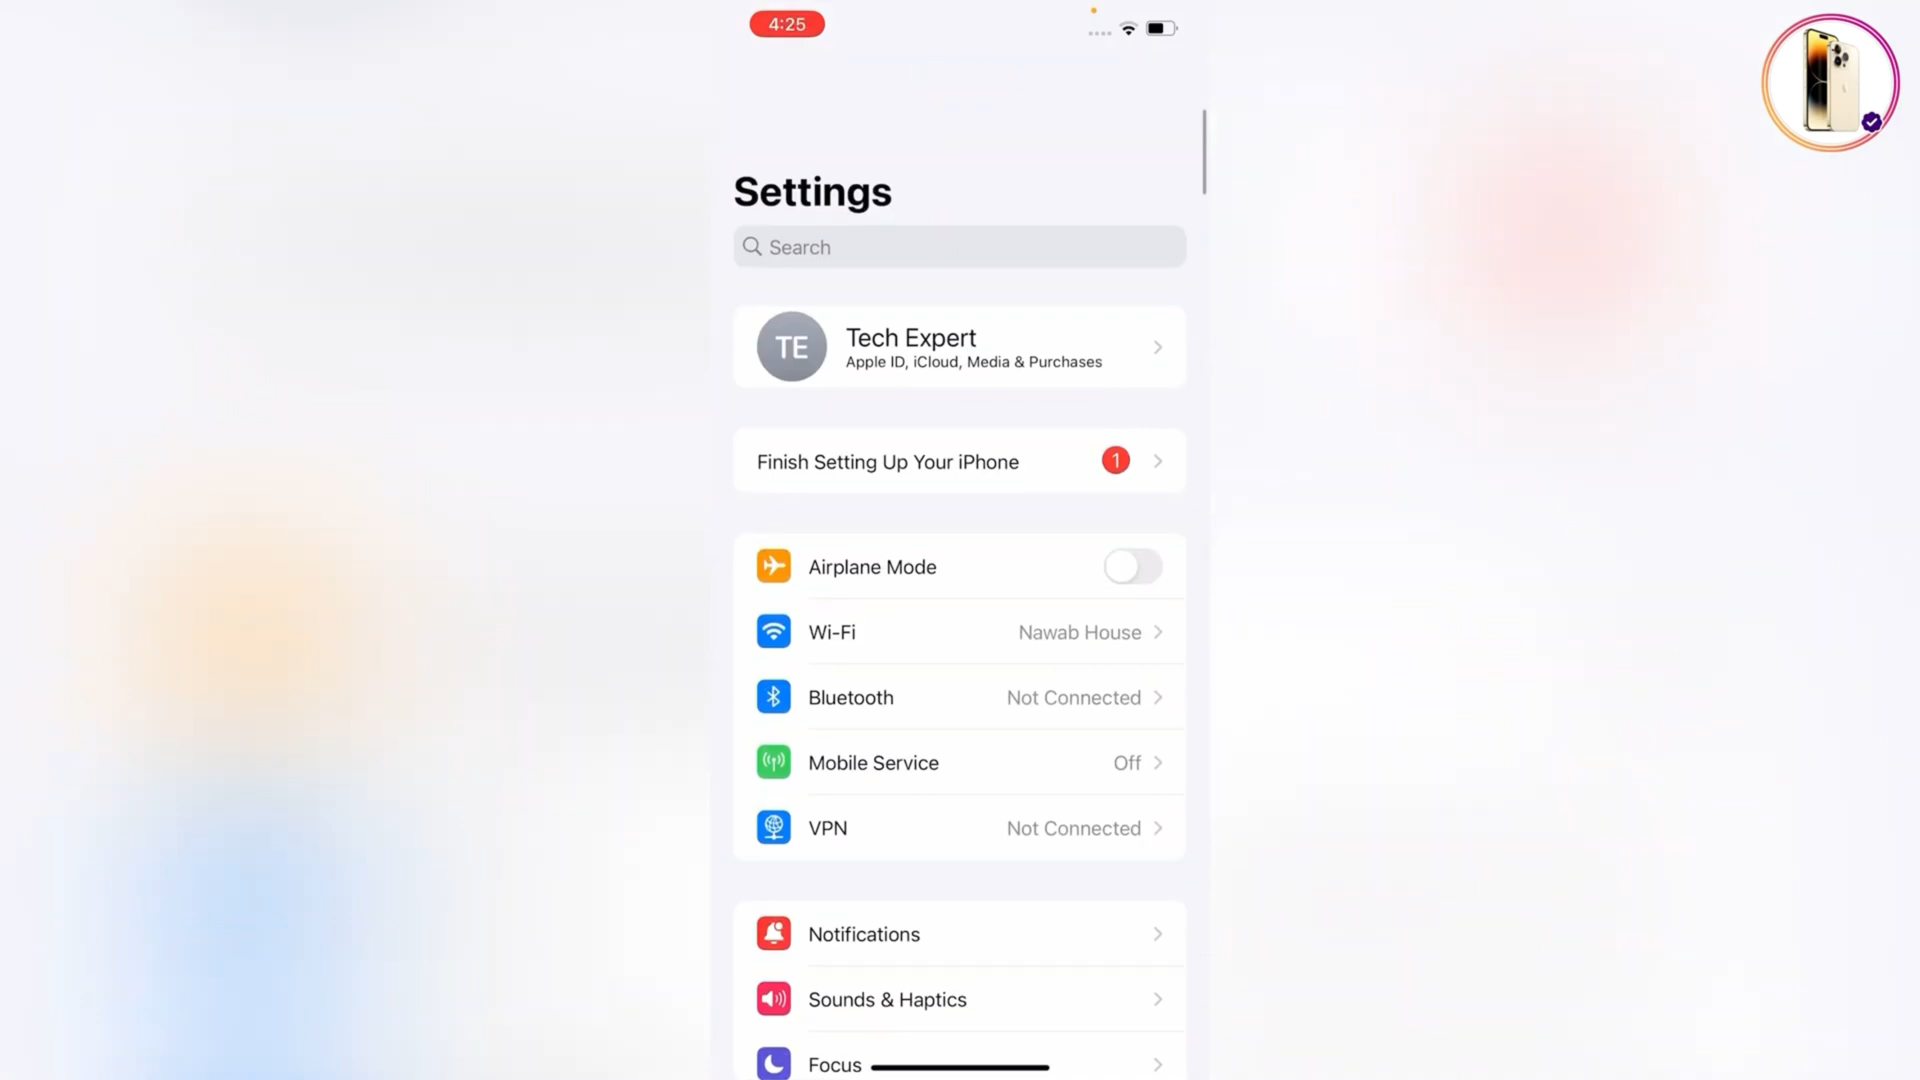 4:25
Settings
Search
TE
Tech Expert
Apple ID, iCloud, Media & Purchases
Finish Setting Up Your iPhone 1
Airplane Mode
Wi-Fi Nawab House
Bluetooth Not Connected
Mobile Service Off
VPN Not Connected
Notifications
Sounds & Haptics
Focus